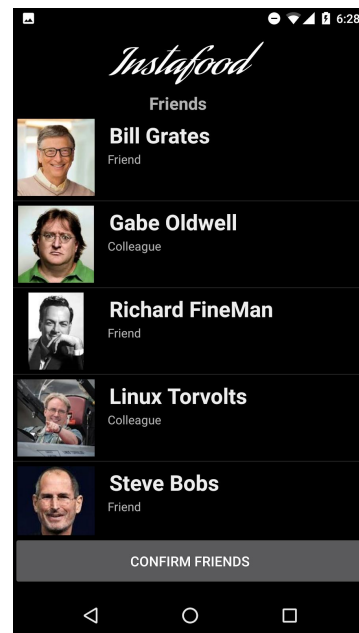 6:28
Instafood
Friends
Bill Grates
Friend
Gabe Oldwell
Colleague
Richard FineMan
Friend
Linux Torvolts
Colleague
Steve Bobs
Friend
CONFIRM FRIENDS